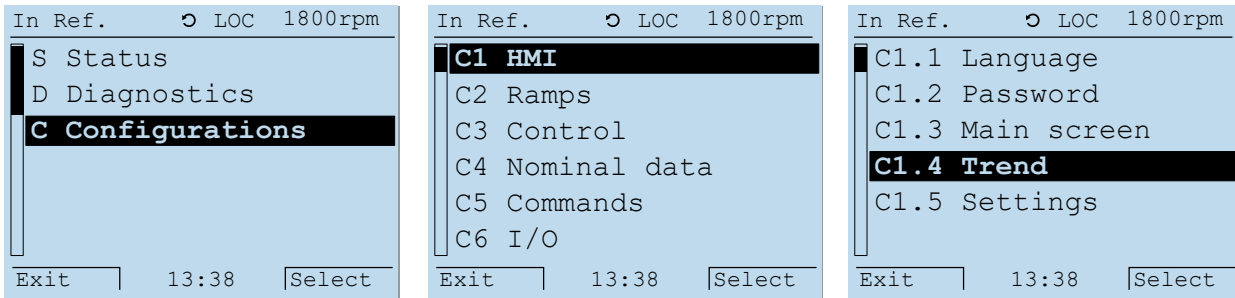 In Ref. LOC 1800rpm
S Status
D Diagnostics
C Configurations
Exit 13:38 Select
In Ref. LOC 1800rpm
C1 HMI
C2 Ramps
C3 Control
C4 Nominal data
C5 Commands
C6 I/O
Exit 13:38 Select
In Ref. LOC 1800rpm
C1.1 Language
C1.2 Password
C1.3 Main screen
C1.4 Trend
C1.5 Settings
Exit 13:38 Select